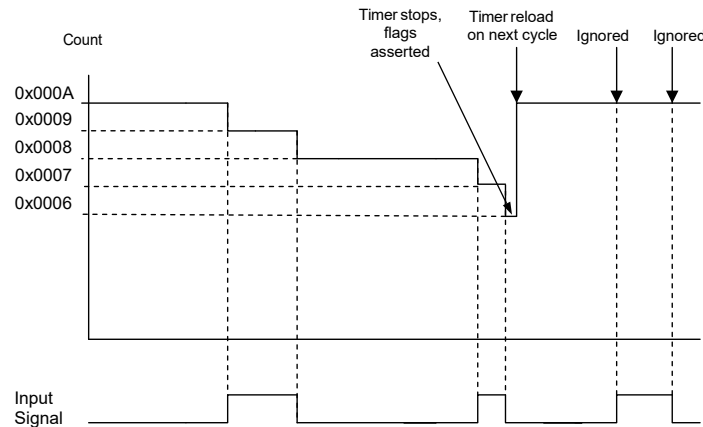 Timer stops,
flags
asserted
Timer reload
on next cycle
Ignored
Ignored
Count
0x000A
0x0009
0x0008
0x0007
0x0006
Input
Signal